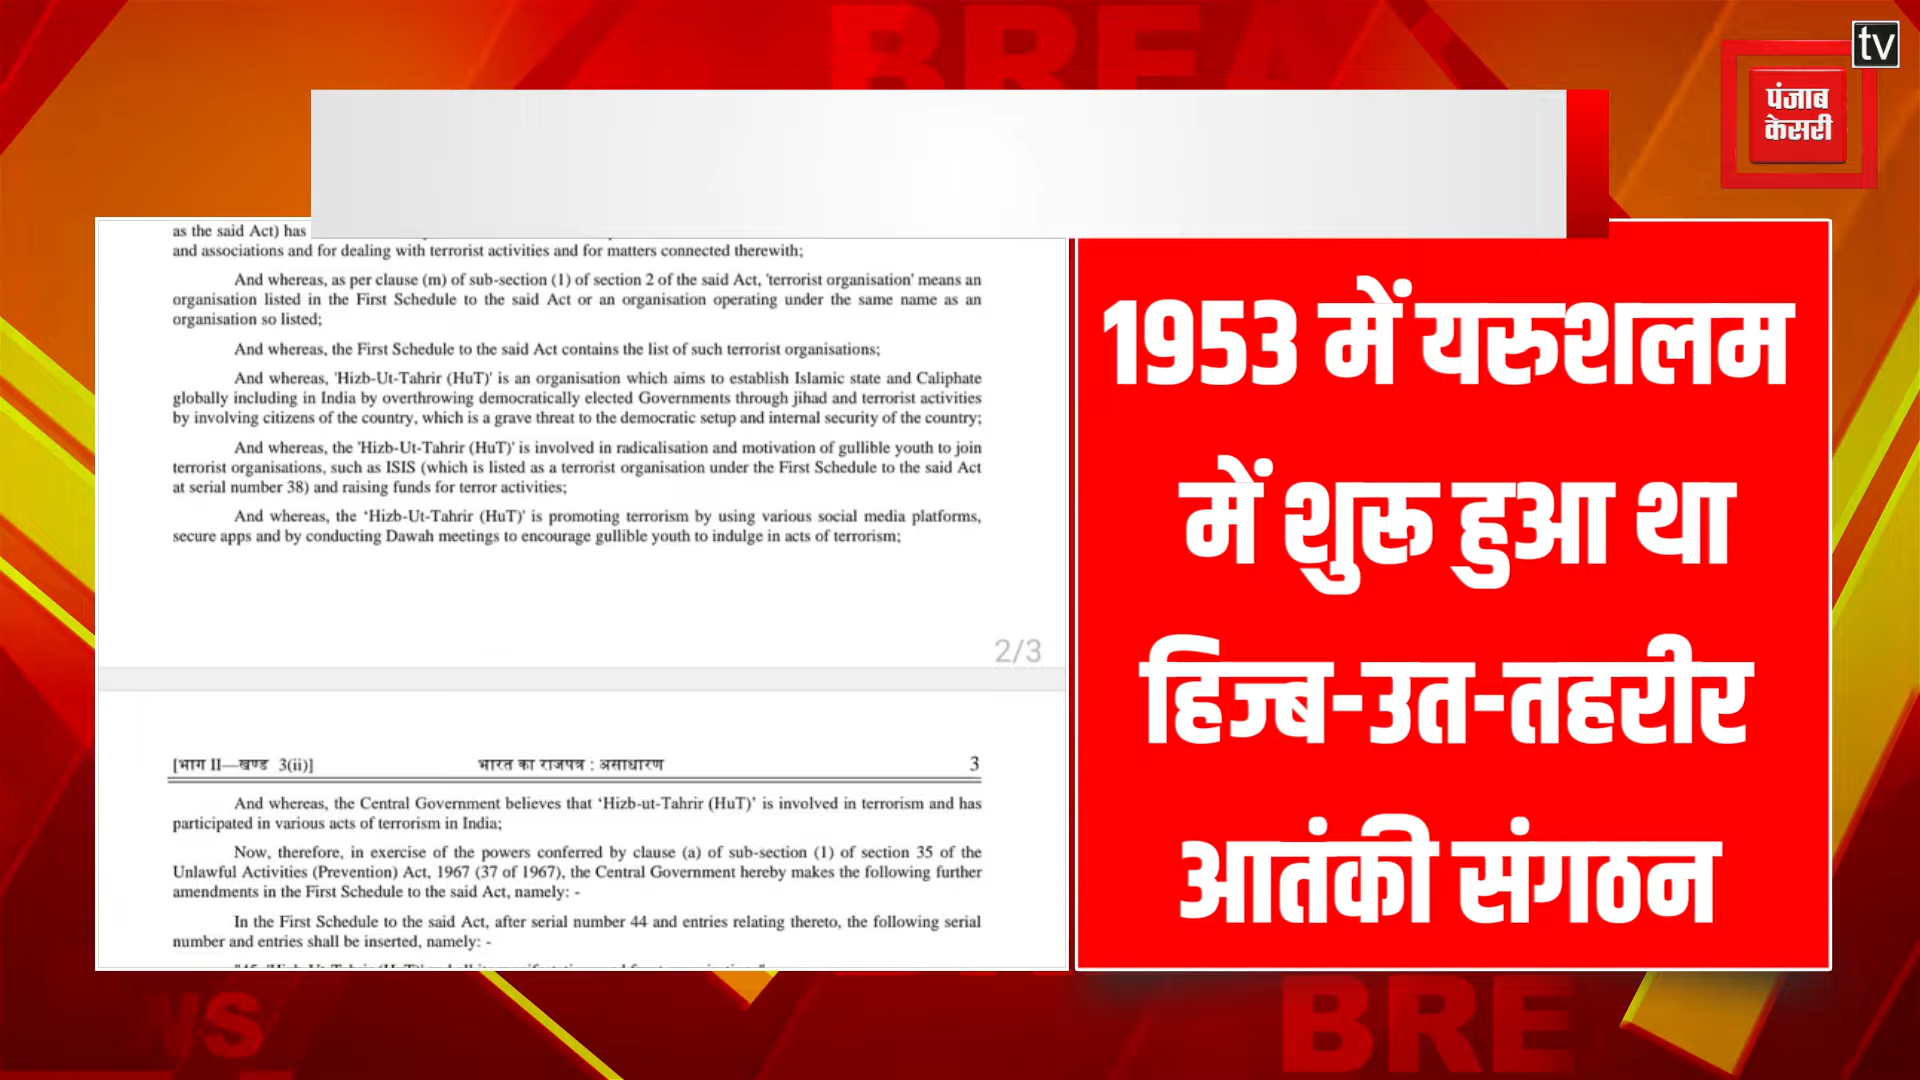 BREA
tv
पंजाब
केसरी
as the said Act) has
and associations and for dealing with terrorist activities and for matters connected therewith;
And whereas, as per clause (m) of sub-section (1) of section 2 of the said Act, 'terrorist organisation' means an
organisation listed in the First Schedule to the said Act or an organisation operating under the same name as an
organisation so listed;
And whereas, the First Schedule to the said Act contains the list of such terrorist organisations;
And whereas, 'Hizb-Ut-Tahrir (HuT)' is an organisation which aims to establish Islamic state and Caliphate
globally including in India by overthrowing democratically elected Governments through jihad and terrorist activities
by involving citizens of the country, which is a grave threat to the democratic setup and internal security of the country;
And whereas, the 'Hizb-Ut-Tahrir (HuT)' is involved in radicalisation and motivation of gullible youth to join
terrorist organisations, such as ISIS (which is listed as a terrorist organisation under the First Schedule to the said Act
at serial number 38) and raising funds for terror activities;
And whereas, the ‘Hizb-Ut-Tahrir (HuT)' is promoting terrorism by using various social media platforms,
secure apps and by conducting Dawah meetings to encourage gullible youth to indulge in acts of terrorism;
2/3
[भाग II—खण्ड 3(ii)] भारत का राजपत्र : असाधारण 3
And whereas, the Central Government believes that ‘Hizb-ut-Tahrir (HuT)’ is involved in terrorism and has
participated in various acts of terrorism in India;
Now, therefore, in exercise of the powers conferred by clause (a) of sub-section (1) of section 35 of the
Unlawful Activities (Prevention) Act, 1967 (37 of 1967), the Central Government hereby makes the following further
amendments in the First Schedule to the said Act, namely: -
In the First Schedule to the said Act, after serial number 44 and entries relating thereto, the following serial
number and entries shall be inserted, namely: -
1953 में यरुशलम
में शुरू हुआ था
हिज्ब-उत-तहरीर
आतंकी संगठन
WS
BRE